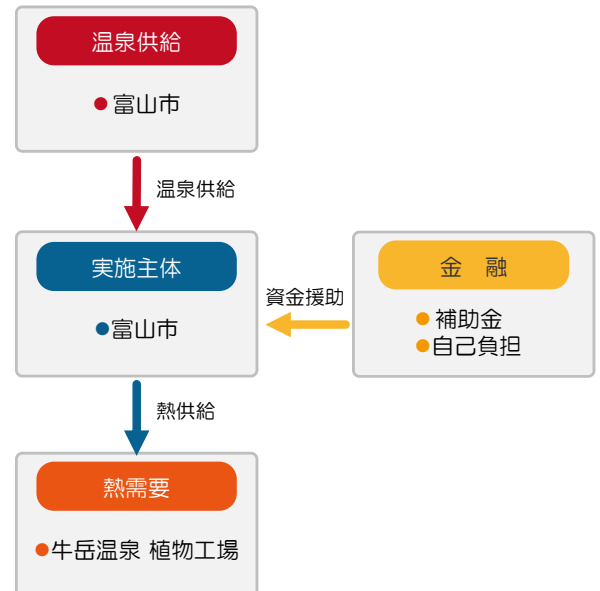 温泉供給
●富山市
温泉供給
実施主体
●富山市
資金援助
金　融
●補助金
●自己負担
熱供給
熱需要
●牛岳温泉 植物工場